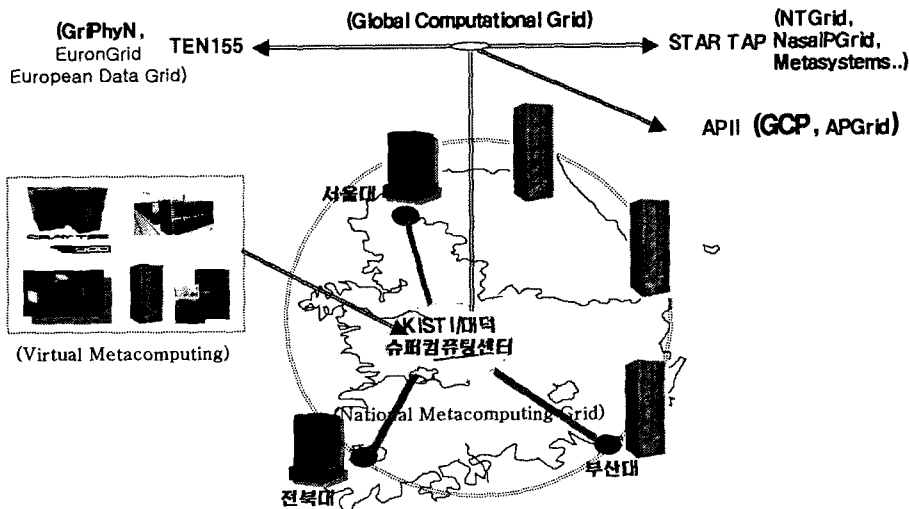 (Global Computational Grid)
(GriPhyN,
EuronGrid
European Data Grid)
TEN155
STAR TAP
(NTGrid,
NasaIPGrid,
Metasystems..)
APII (GCP, APGrid)
서울대
(Virtual Metacomputing)
KISTI/대덕
슈퍼컴퓨팅센터
(National Metacomputing Grid)
전북대
부산대